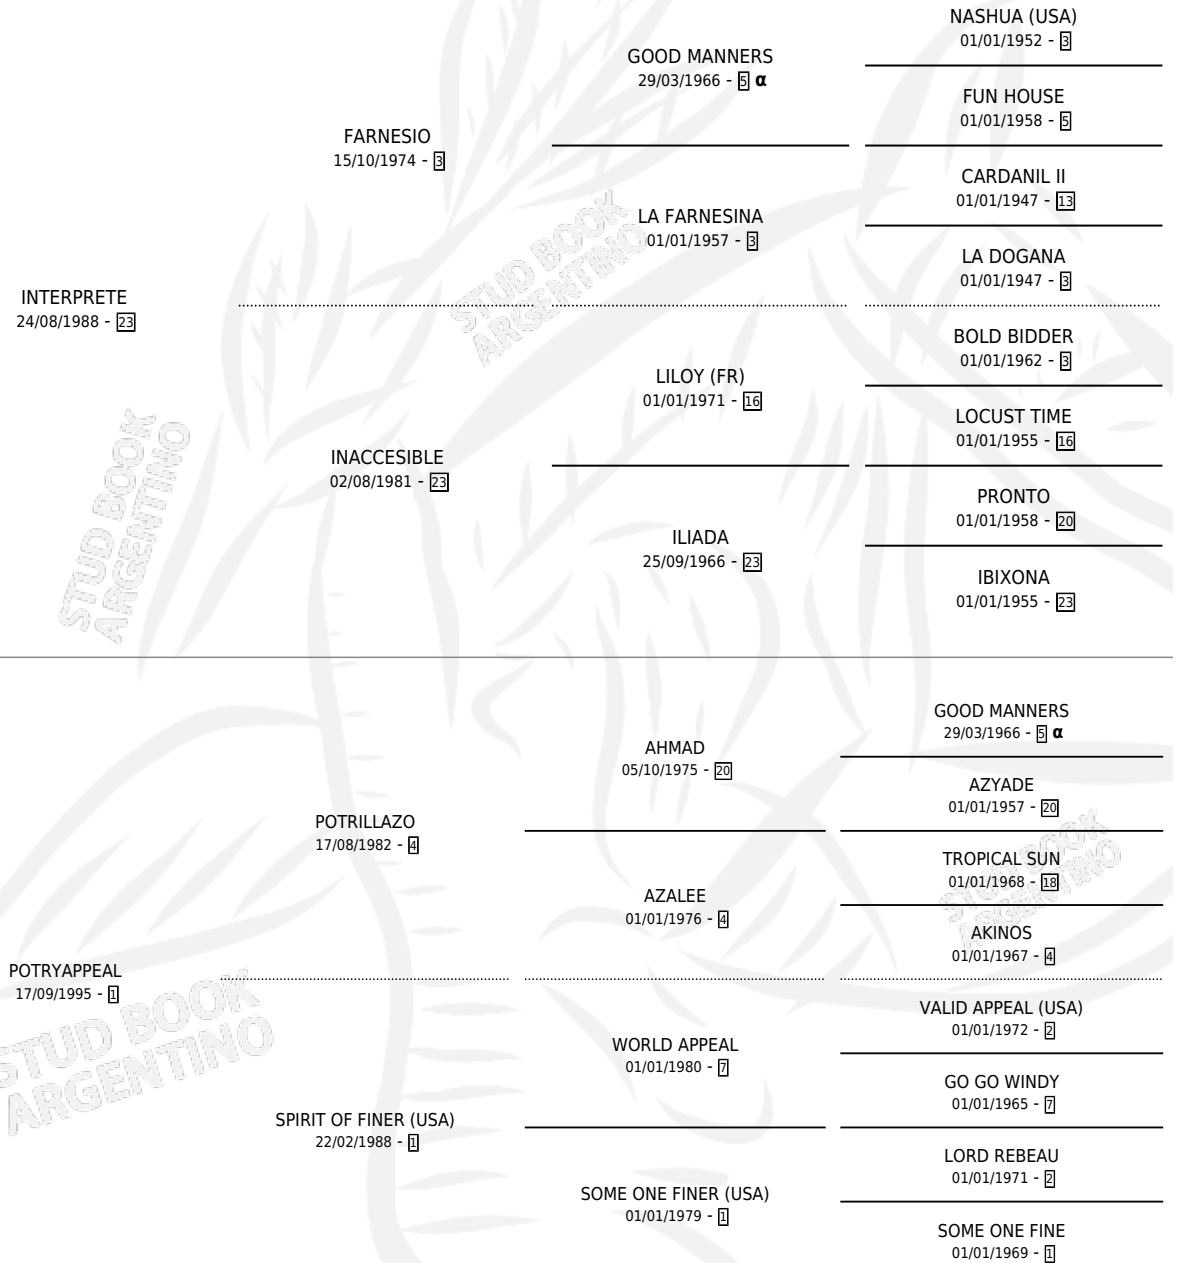 NASHUA (USA)
01/01/1952 - 3
GOOD MANNERS
29/03/1966 - 5 α
FUN HOUSE
01/01/1958 - 5
FARNESIO
15/10/1974 - 3
CARDANIL II
01/01/1947 - 13
LA FARNESINA
01/01/1957 - 3
LA DOGANA
01/01/1947 - 3
INTERPRETE
24/08/1988 - 23
BOLD BIDDER
01/01/1962 - 3
LILOY (FR)
01/01/1971 - 16
LOCUST TIME
01/01/1955 - 16
INACCESIBLE
02/08/1981 - 23
PRONTO
01/01/1958 - 20
ILIADA
25/09/1966 - 23
IBIXONA
01/01/1955 - 23
GOOD MANNERS
29/03/1966 - 5 α
AHMAD
05/10/1975 - 20
AZYADE
01/01/1957 - 20
POTRILLAZO
17/08/1982 - 4
TROPICAL SUN
01/01/1968 - 18
AZALEE
01/01/1976 - 4
AKINOS
01/01/1967 - 4
POTRYAPPEAL
17/09/1995 - 1
VALID APPEAL (USA)
01/01/1972 - 2
WORLD APPEAL
01/01/1980 - 7
GO GO WINDY
01/01/1965 - 7
SPIRIT OF FINER (USA)
22/02/1988 - 1
LORD REBEAU
01/01/1971 - 2
SOME ONE FINER (USA)
01/01/1979 - 1
SOME ONE FINE
01/01/1969 - 1
STUD BOOK
ARGENTINO
STUD BOOK
ARGENTINO
STUD BOOK
ARGENTINO
STUD BOOK
ARGENTINO